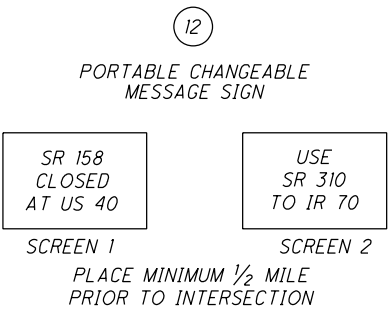 12
PORTABLE CHANGEABLE
MESSAGE SIGN
SR 158
CLOSED
AT US 40
SCREEN 1
USE
SR 310
TO IR 70
SCREEN 2
PLACE MINIMUM 1/2 MILE
PRIOR TO INTERSECTION